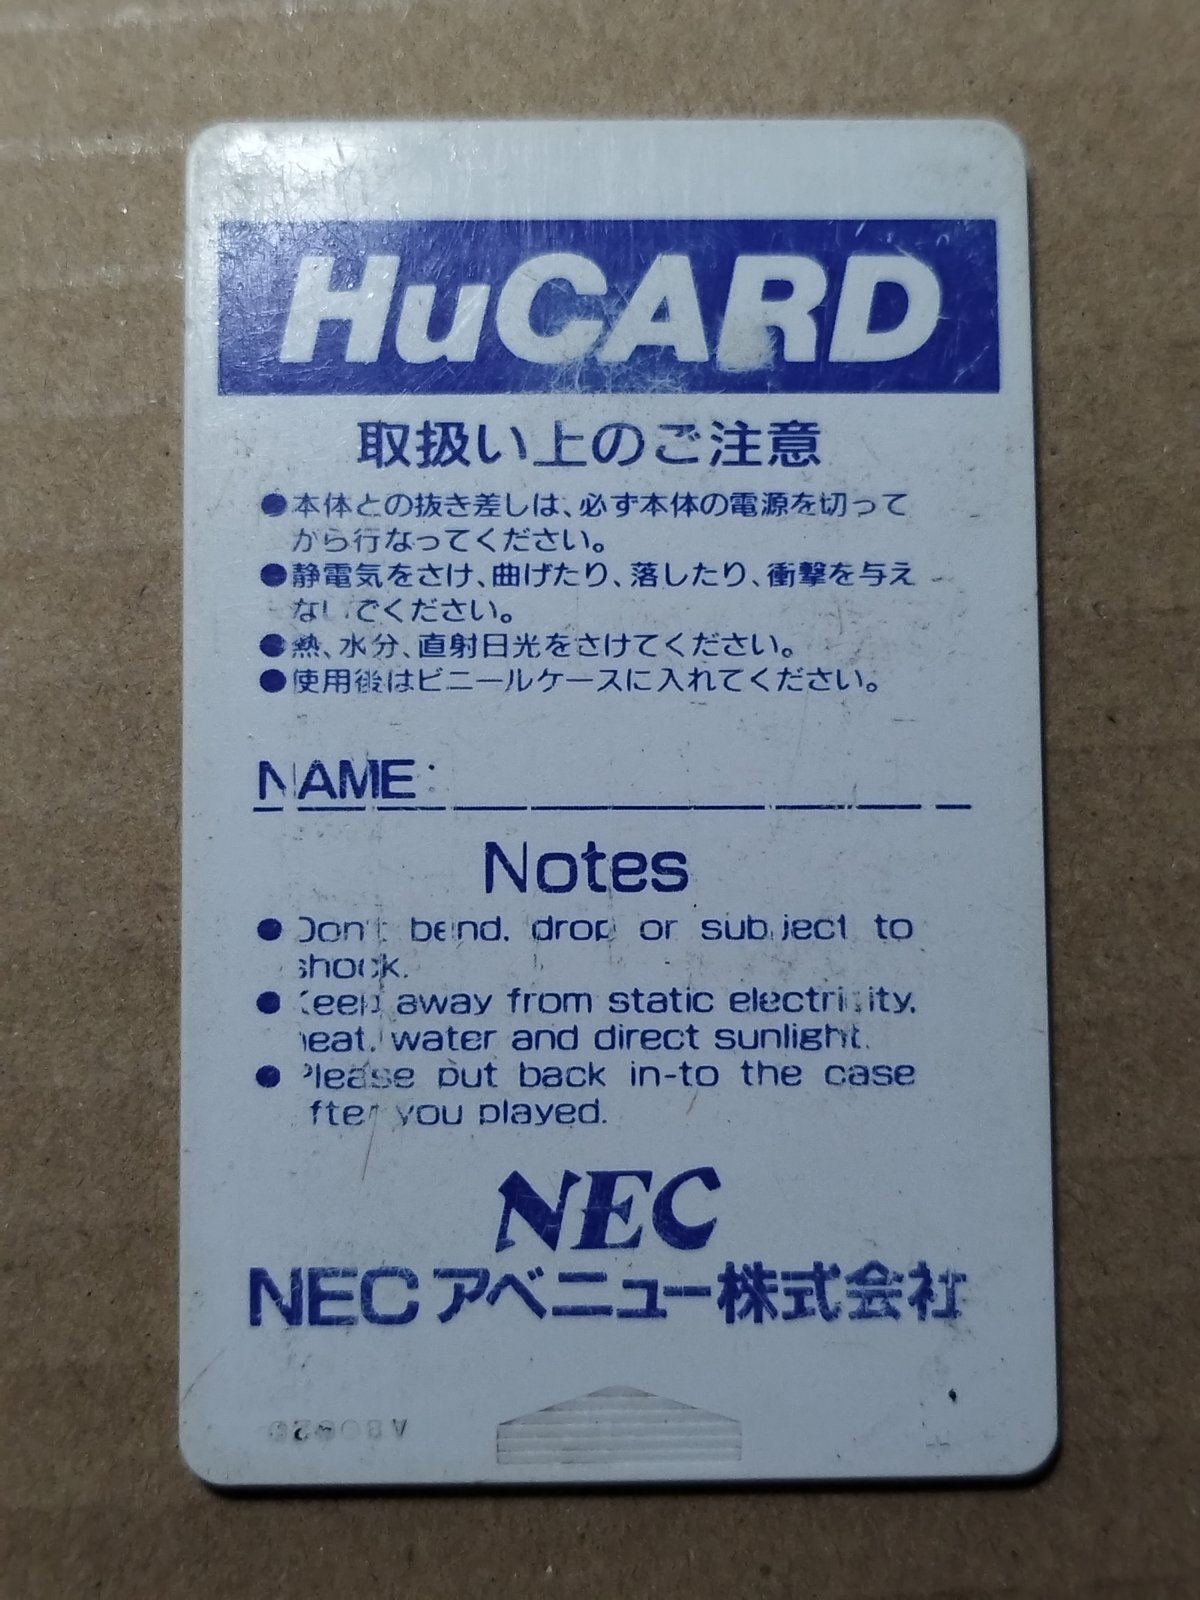 HuCARD
取扱い上のご注意
●本体との抜き差しは、必ず本体の電源を切って
から行なってください。
●静電気をさけ、曲げたり、落したり、衝撃を与え
ないでください。
●熱、水分、直射日光をさけてください。
●使用後はビニールケースに入れてください。
NAME:
Notes
● Don't bend, drop or subject to
shock.
● Keep away from static electricity,
heat, water and direct sunlight.
● Please put back in-to the case
after you played.
NEC
NECアベニュー株式会社